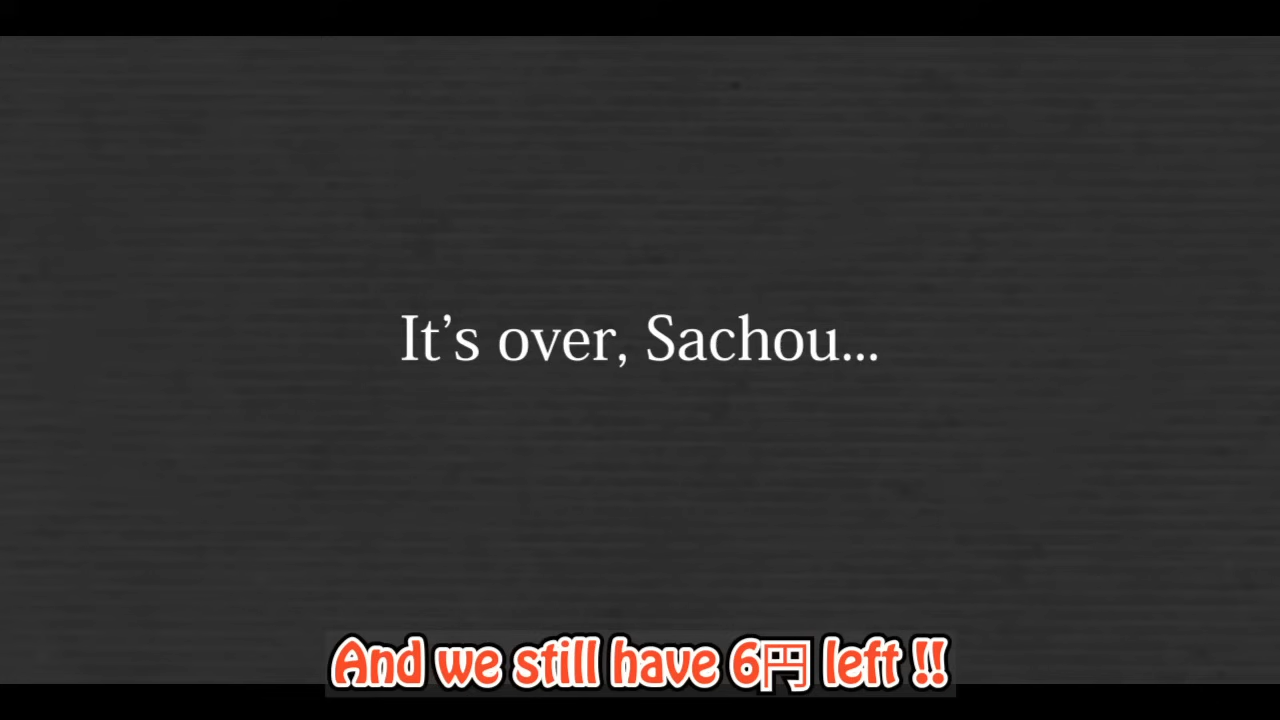 It’s over, Sachou...
And we still have 6円 left !!